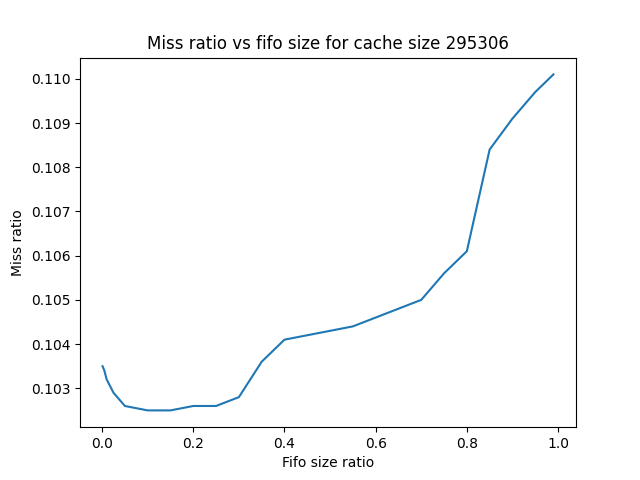 Miss ratio vs fifo size for cache size 295306
0.110
0.109
0.108
0.107
0.106
0.105
0.104
0.103
Miss ratio
0.0 0.2 0.4 0.6 0.8 1.0
Fifo size ratio